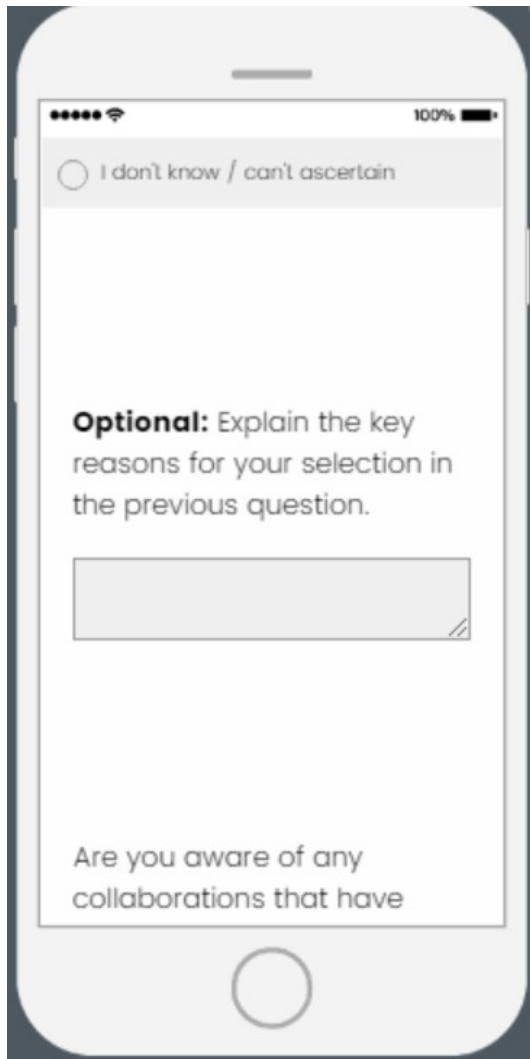 100%
I don't know / can't ascertain
Optional: Explain the key
reasons for your selection in
the previous question.
Are you aware of any
collaborations that have